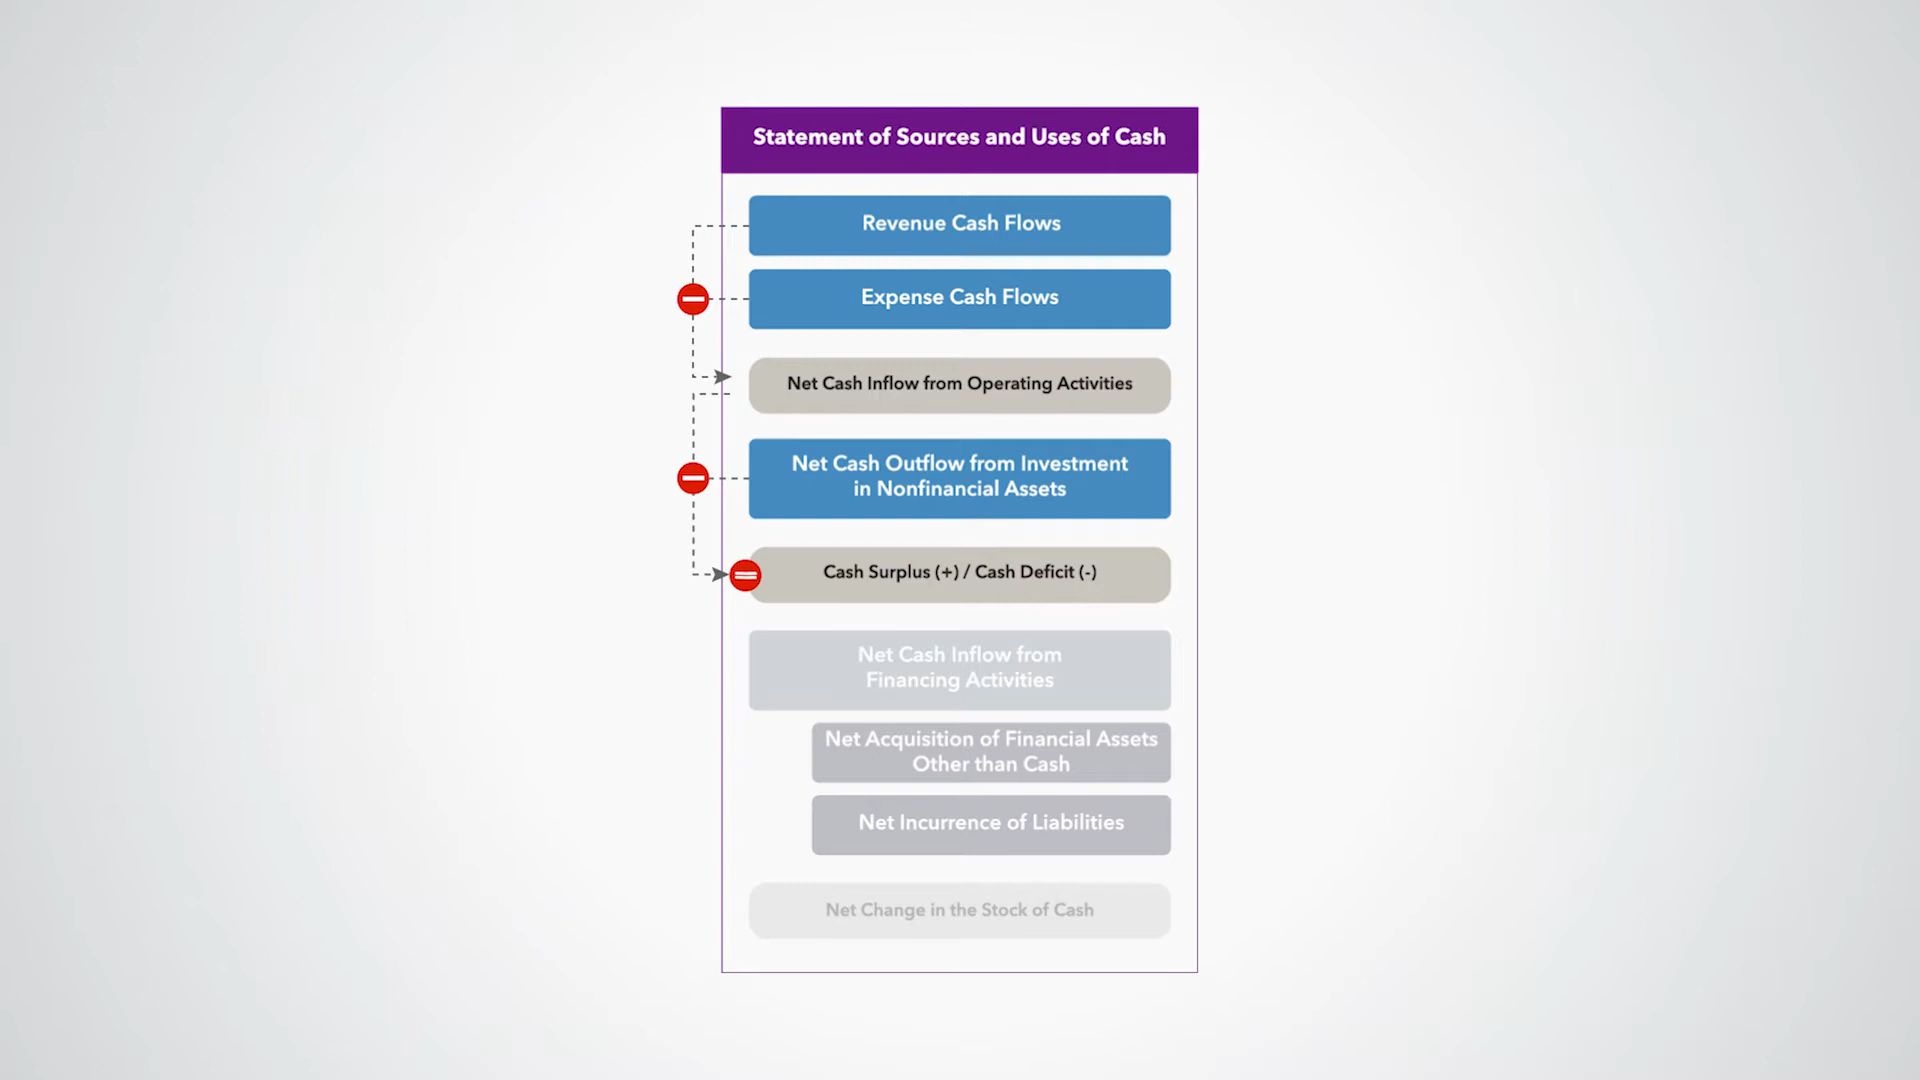 Statement of Sources and Uses of Cash
Revenue Cash Flows
Expense Cash Flows
Net Cash Inflow from Operating Activities
Net Cash Outflow from Investment
in Nonfinancial Assets
Cash Surplus (+) / Cash Deficit (-)
Net Cash Inflow from
Financing Activities
Net Acquisition of Financial Assets
Other than Cash
Net Incurrence of Liabilities
Net Change in the Stock of Cash